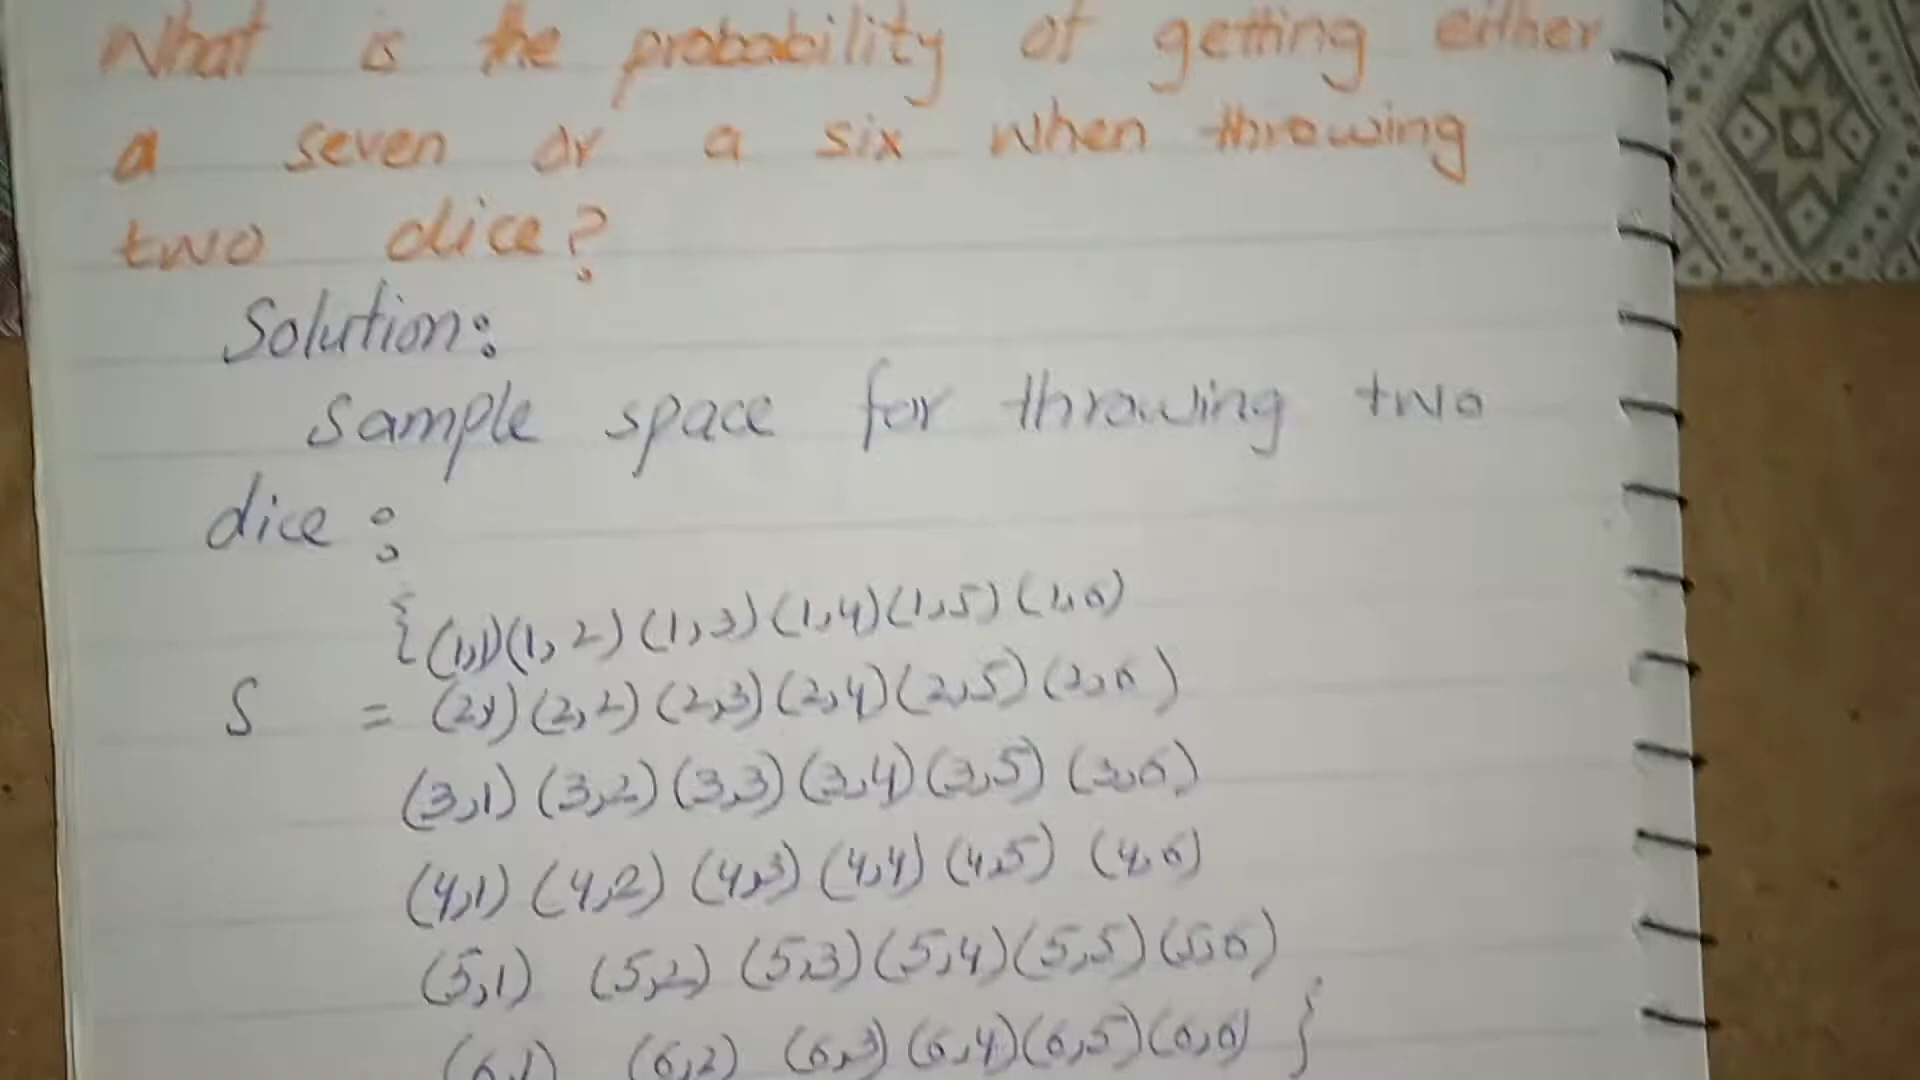 What is the probability of getting either
a seven or a six when throwing
two dice?
Solution:
Sample space for throwing two
dice :
{(1,1)(1,2)(1,3)(1,4)(1,5)(1,6)
S = (2,1)(2,2)(2,3)(2,4)(2,5)(2,6)
(3,1)(3,2)(3,3)(3,4)(3,5)(3,6)
(4,1)(4,2)(4,3)(4,4)(4,5)(4,6)
(5,1)(5,2)(5,3)(5,4)(5,5)(5,6)
(6,1)(6,2)(6,3)(6,4)(6,5)(6,6)}